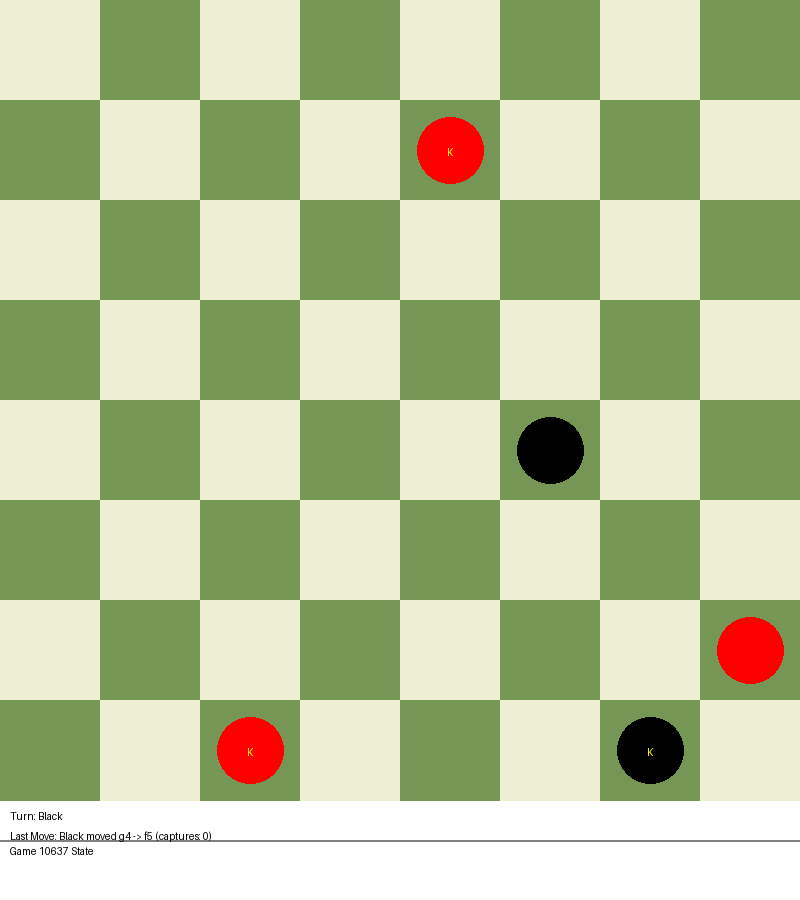 K
K
K
Turn: Black
Last Move: Black moved g4 -> f5 (captures: 0)
Game 10637 State